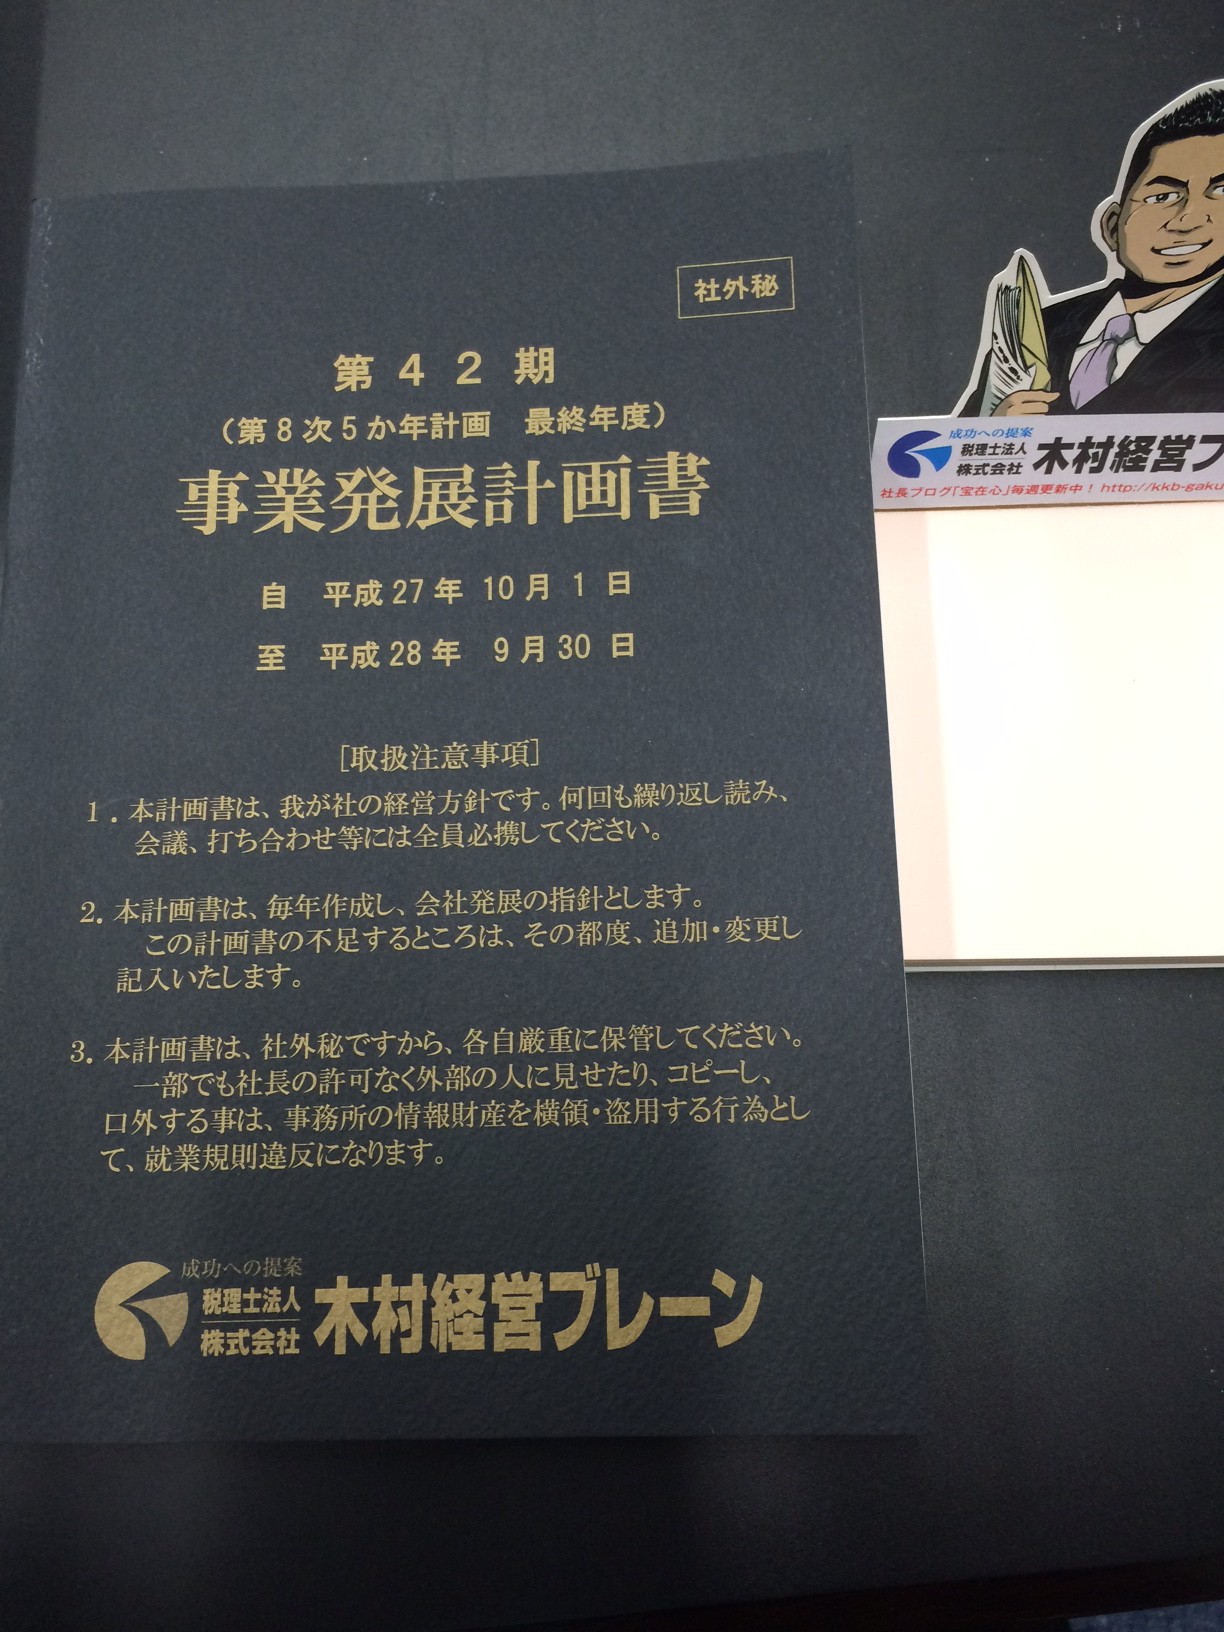 社外秘
第42期
（第8次5か年計画　最終年度）
事業発展計画書
自　平成27年 10月 1 日
至　平成28年　9月30 日
［取扱注意事項］
1．本計画書は、我が社の経営方針です。何回も繰り返し読み、
会議、打ち合わせ等には全員必携してください。
2．本計画書は、毎年作成し、会社発展の指針とします。
この計画書の不足するところは、その都度、追加・変更し
記入いたします。
3．本計画書は、社外秘ですから、各自厳重に保管してください。
一部でも社長の許可なく外部の人に見せたり、コピーし、
口外する事は、事務所の情報財産を横領・盗用する行為とし
て、就業規則違反になります。
成功への提案
税理士法人
株式会社
木村経営ブレーン
成功への提案
税理士法人
株式会社
木村経営ブ
社長ブログ「宝在心」毎週更新中！ http://kkb-gaku